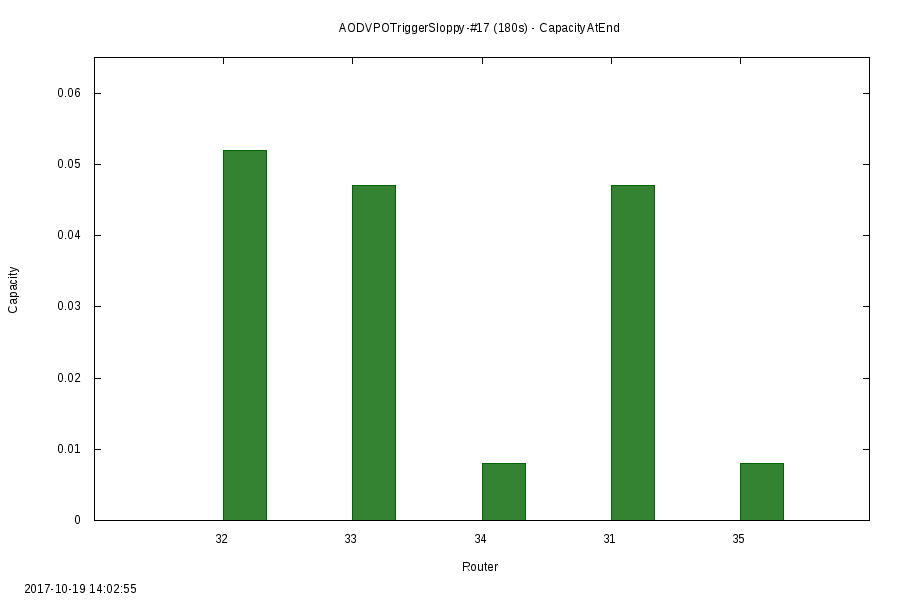 AODVPOTriggerSloppy-#17 (180s) - CapacityAtEnd
0.06
0.05
0.04
0.03
0.02
0.01
0
Capacity
32 33 34 31 35
Router
2017-10-19 14:02:55